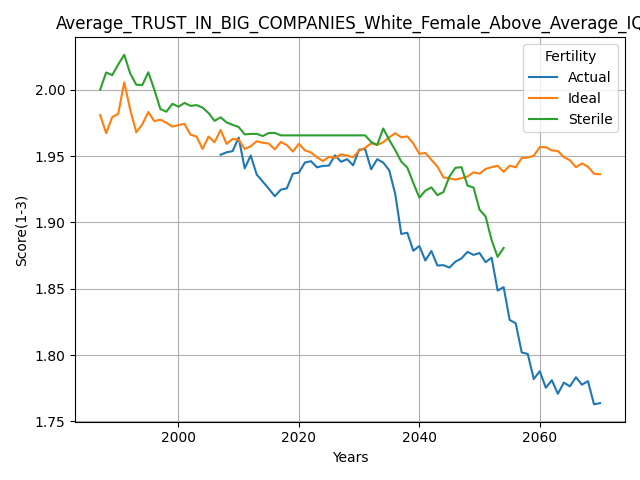 Average_TRUST_IN_BIG_COMPANIES_White_Female_Above_Average_IQ
Fertility
Actual
Ideal
Sterile
Score(1-3)
2.00
1.95
1.90
1.85
1.80
1.75
2000
2020
2040
2060
Years